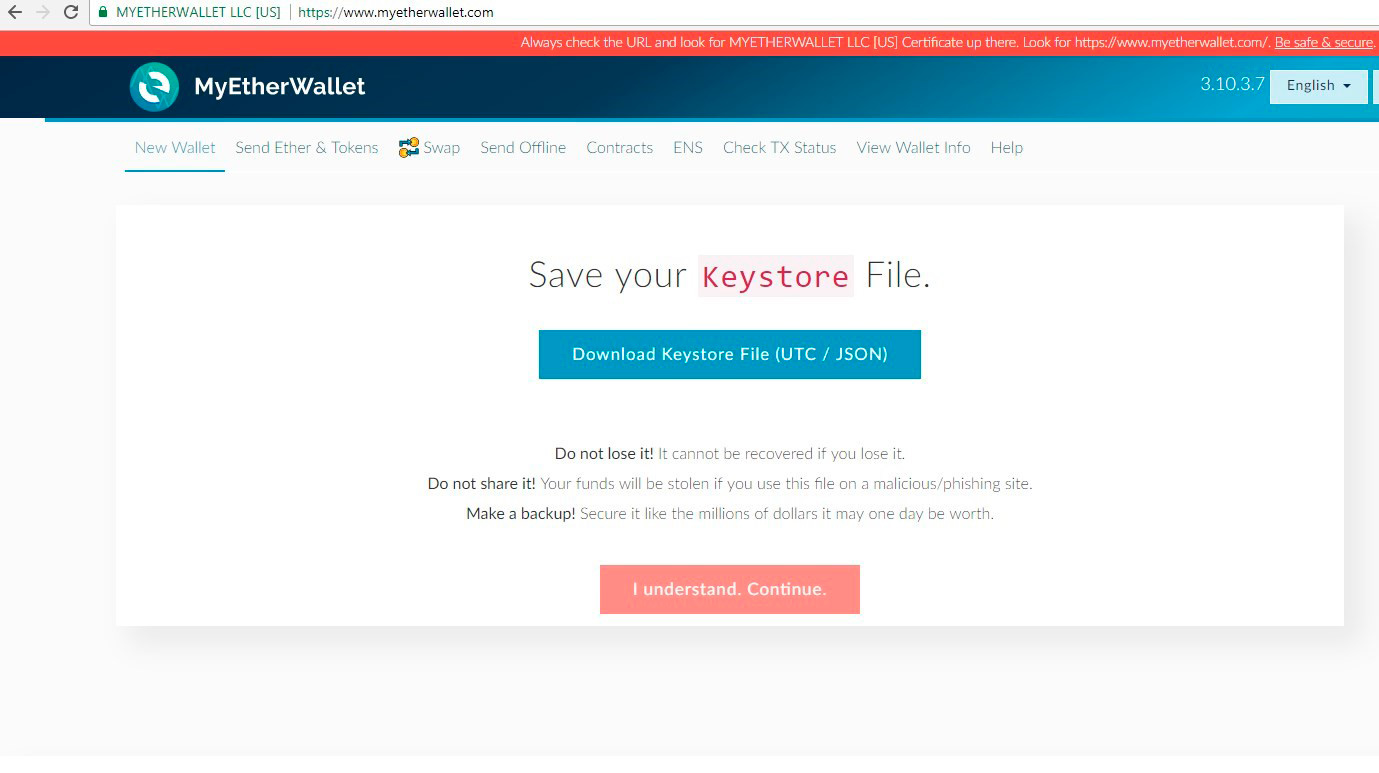 MYETHERWALLET LLC [US] https://www.myetherwallet.com
Always check the URL and look for MYETHERWALLET LLC [US] Certificate up there. Look for https://www.myetherwallet.com/. Be safe & secure.
MyEtherWallet 3.10.3.7 English
New Wallet Send Ether & Tokens Swap Send Offline Contracts ENS Check TX Status View Wallet Info Help
Save your Keystore File.
Download Keystore File (UTC / JSON)
Do not lose it! It cannot be recovered if you lose it.
Do not share it! Your funds will be stolen if you use this file on a malicious/phishing site.
Make a backup! Secure it like the millions of dollars it may one day be worth.
I understand. Continue.